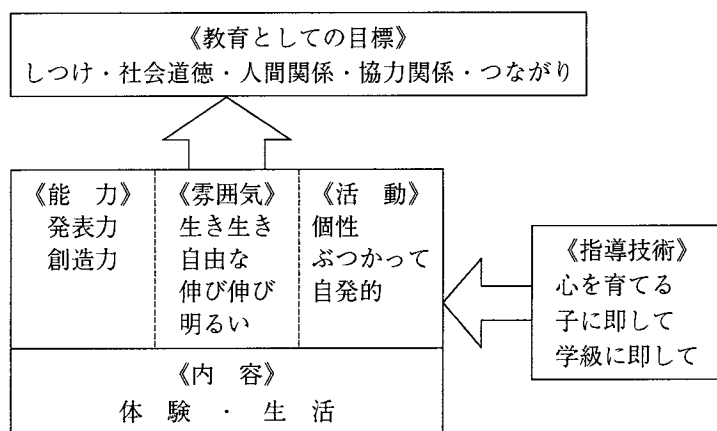 《教育としての目標》
しつけ・社会道徳・人間関係・協力関係・つながり
《能　力》
発表力
創造力
《雰囲気》
生き生き
自由な
伸び伸び
明るい
《活　動》
個性
ぶつかって
自発的
《指導技術》
心を育てる
子に即して
学級に即して
《内　容》
体　験　・　生　活